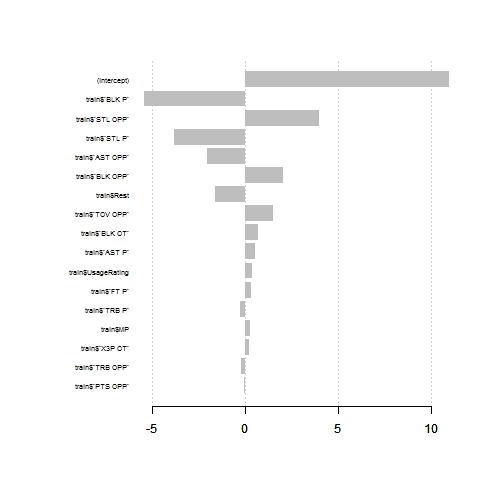 (Intercept)
train$"BLK P"
train$"STL OPP"
train$"STL P"
train$"AST OPP"
train$"BLK OPP"
train$Rest
train$"TOV OPP"
train$"BLK OT"
train$"AST P"
train$UsageRating
train$"FT P"
train$"TRB P"
train$MP
train$"X3P OT"
train$"TRB OPP"
train$"PTS OPP"
-5 0 5 10